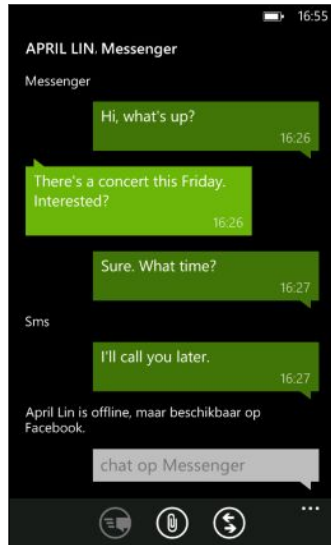 16:55
APRIL LIN, Messenger
Messenger
Hi, what's up?
16:26
There's a concert this Friday.
Interested?
16:26
Sure. What time?
16:27
Sms
I'll call you later.
16:27
April Lin is offline, maar beschikbaar op
Facebook.
chat op Messenger